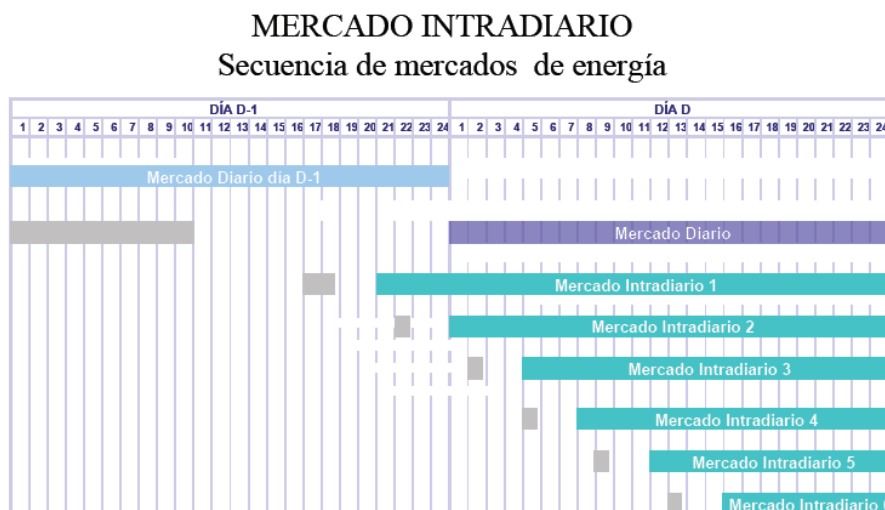 MERCADO INTRADIARIO
Secuencia de mercados de energía
DÍA D-1 DÍA D
1 2 3 4 5 6 7 8 9 10 11 12 13 14 15 16 17 18 19 20 21 22 23 24 1 2 3 4 5 6 7 8 9 10 11 12 13 14 15 16 17 18 19 20 21 22 23 24
Mercado Diario día D-1
Mercado Diario
Mercado Intradiario 1
Mercado Intradiario 2
Mercado Intradiario 3
Mercado Intradiario 4
Mercado Intradiario 5
Mercado Intradiario